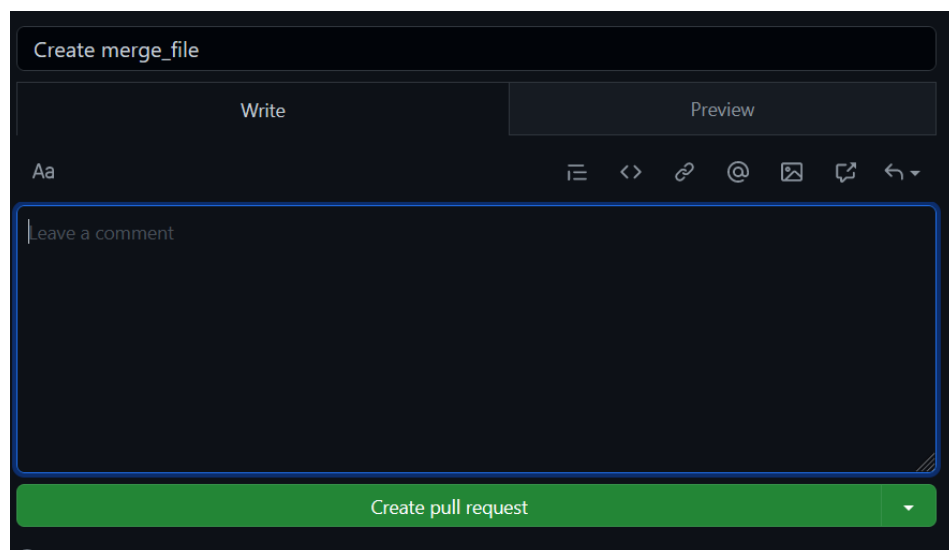 Create merge_file
Write
Preview
Aa
Leave a comment
Create pull request